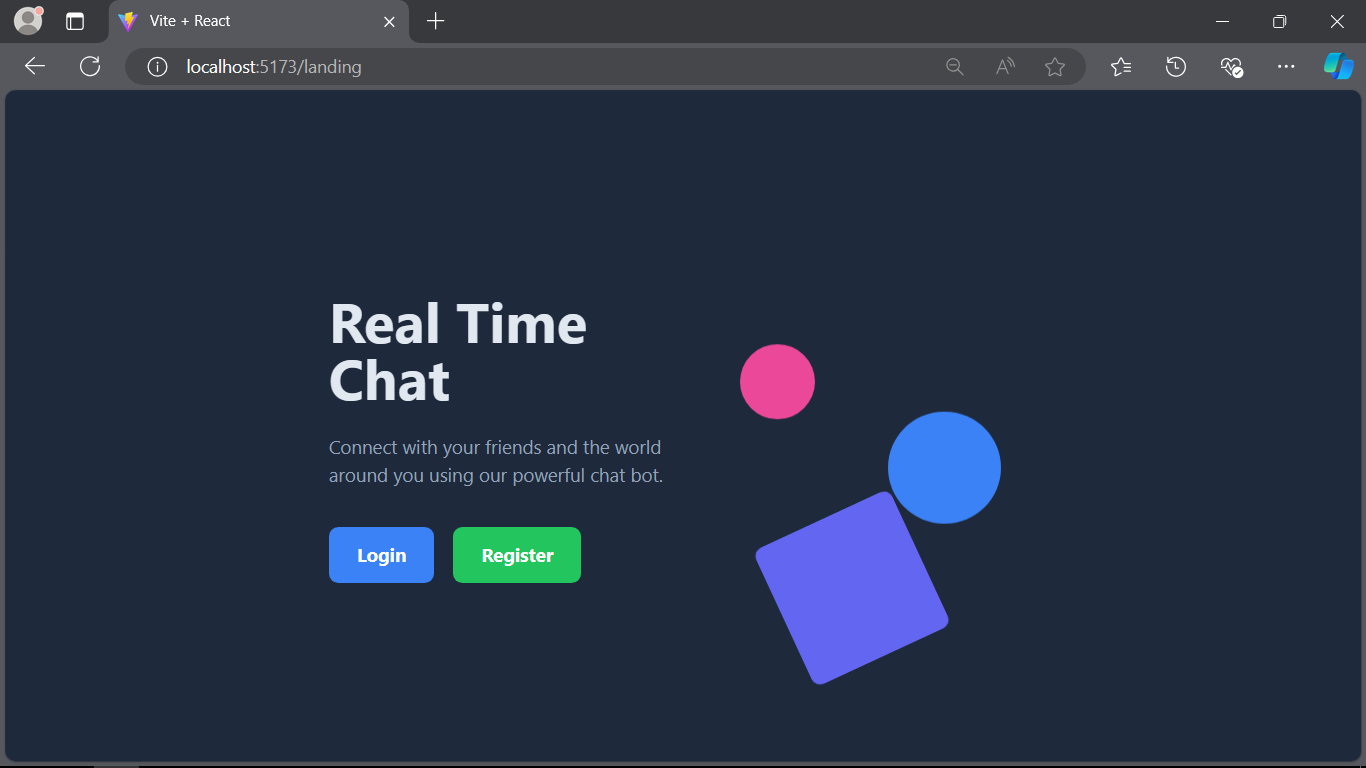 Vite + React
localhost:5173/landing
Real Time
Chat
Connect with your friends and the world
around you using our powerful chat bot.
Login
Register